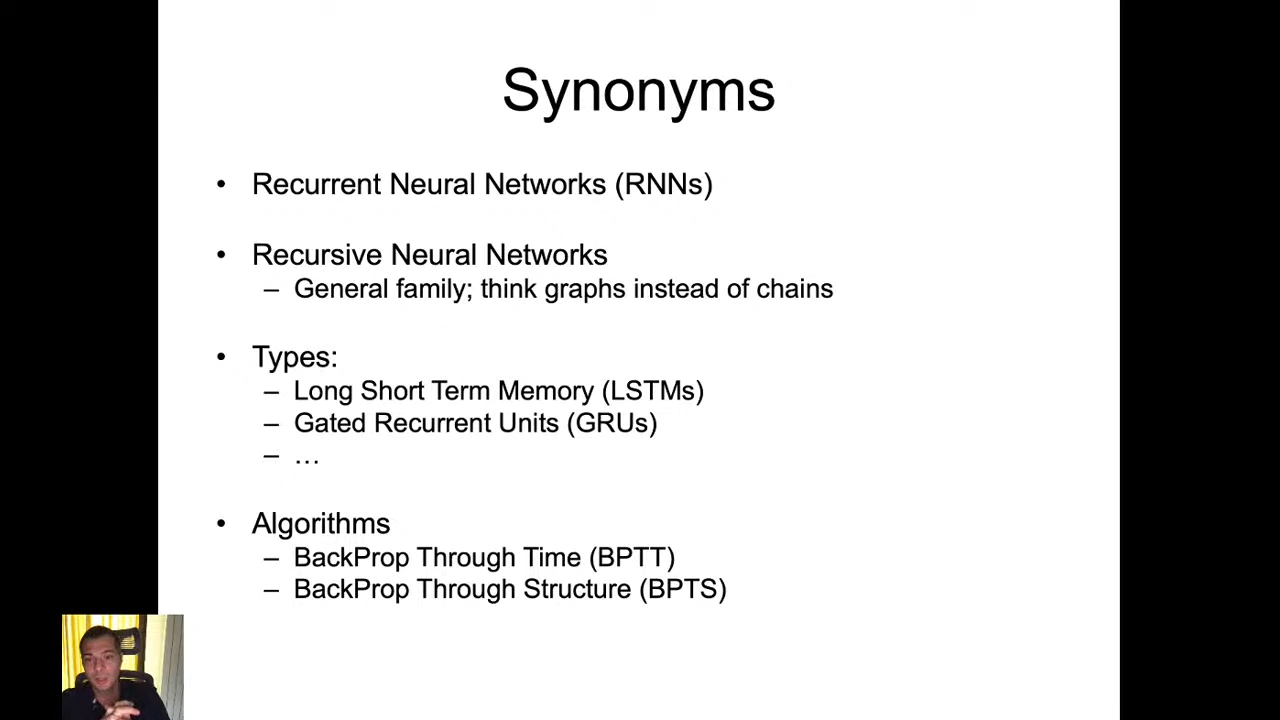 Synonyms
• Recurrent Neural Networks (RNNs)
• Recursive Neural Networks
– General family; think graphs instead of chains
• Types:
– Long Short Term Memory (LSTMs)
– Gated Recurrent Units (GRUs)
– …
• Algorithms
– BackProp Through Time (BPTT)
– BackProp Through Structure (BPTS)